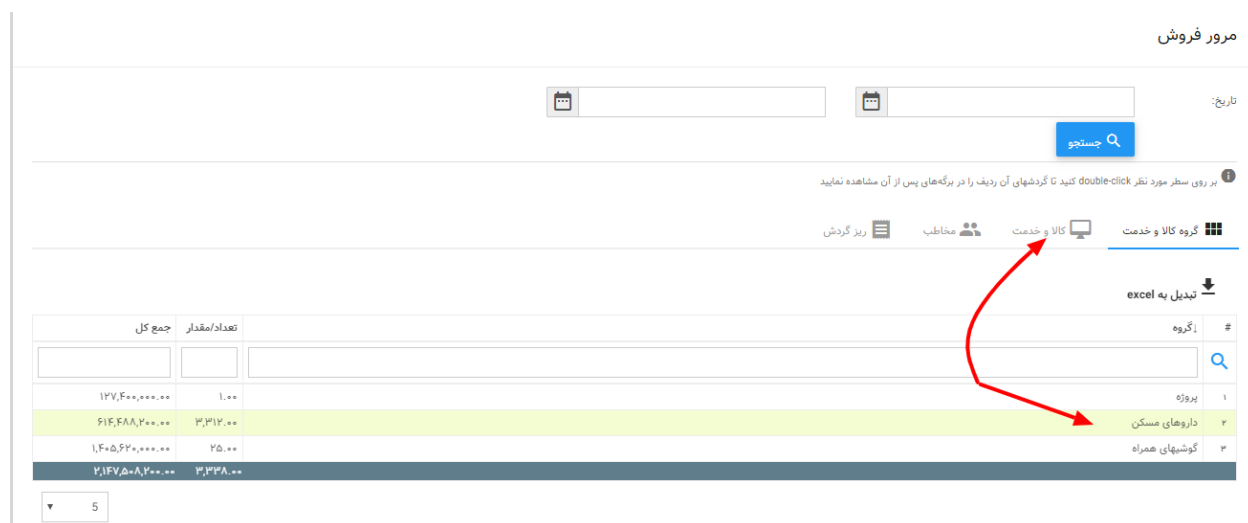 مرور فروش
تاریخ:
جستجو
بر روی سطر مورد نظر double-click کنید تا گردشهای آن ردیف را در برگه‌های پس از آن مشاهده نمایید
گروه کالا و خدمت کالا و خدمت مخاطب ریز گردش
تبدیل به excel
# ↓گروه تعداد/مقدار جمع کل
۱ پروژه ۱.۰۰ ۱۲۷,۴۰۰,۰۰۰.۰۰
۲ داروهای مسکن ۳,۳۱۲.۰۰ ۶۱۴,۴۸۸,۲۰۰.۰۰
۳ گوشیهای همراه ۲۵.۰۰ ۱,۴۰۵,۶۲۰,۰۰۰.۰۰
۳,۳۳۸.۰۰ ۲,۱۴۷,۵۰۸,۲۰۰.۰۰
5